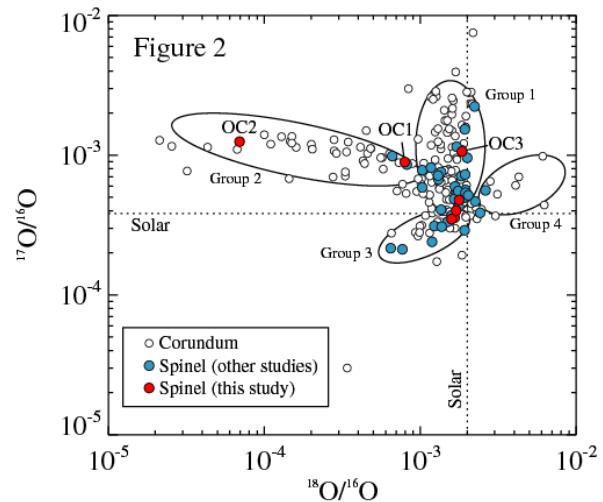 Figure 2
10-2
10-3
10-4
10-5
17O/16O
OC2
OC1
OC3
Group 1
Group 2
Group 3
Group 4
Solar
Solar
Corundum
Spinel (other studies)
Spinel (this study)
10-5
10-4
10-3
10-2
18O/16O